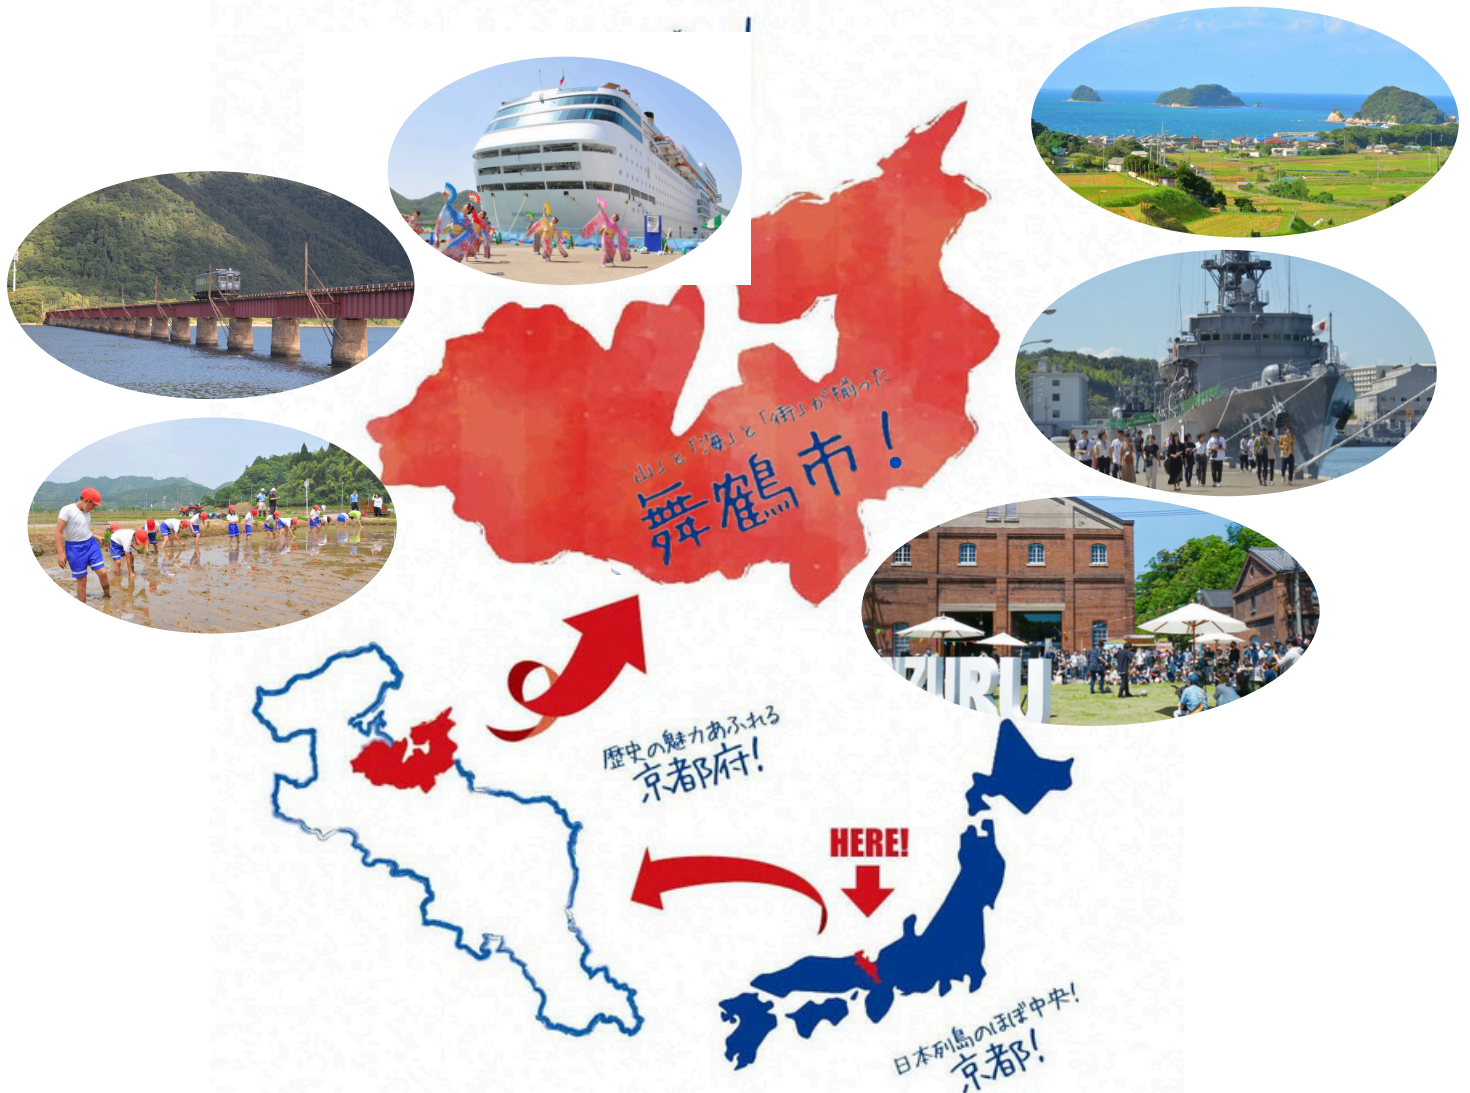 「山」と「海」と「街」が揃った
舞鶴市！
ZURU
歴史の魅力あふれる
京都府！
HERE!
日本列島のほぼ中央！
京都！